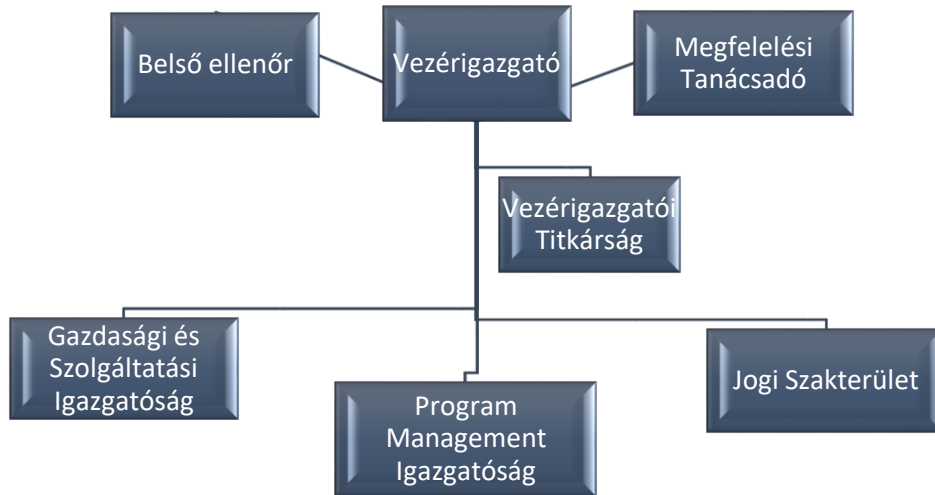 Belső ellenőr
Vezérigazgató
Megfelelési
Tanácsadó
Vezérigazgatói
Titkárság
Gazdasági és
Szolgáltatási
Igazgatóság
Program
Management
Igazgatóság
Jogi Szakterület